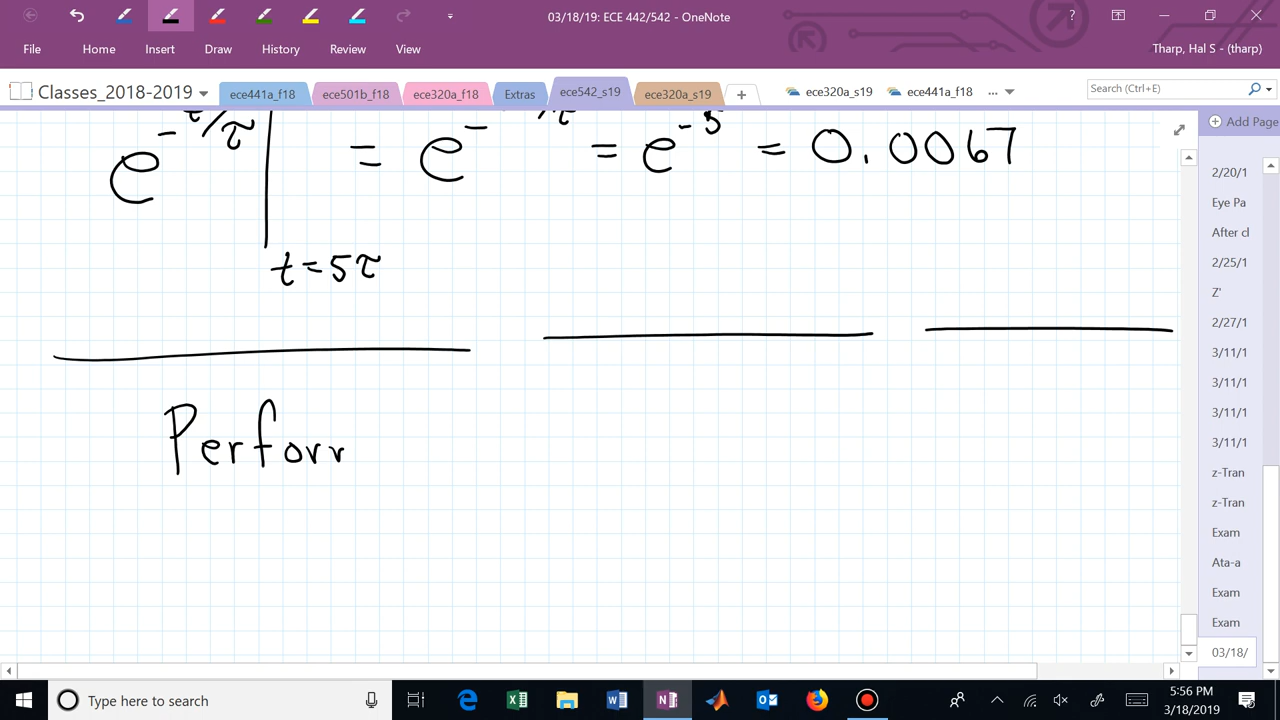 03/18/19: ECE 442/542 - OneNote
?
File Home Insert Draw History Review View
Tharp, Hal S - (tharp)
Classes_2018-2019 ece441a_f18 ece501b_f18 ece320a_f18 Extras ece542_s19 ece320a_s19 + ece320a_s19 ece441a_f18 ... Search (Ctrl+E)
Add Page
e^{-t/τ} | = e^{- /τ} = e^{-5} = 0.0067
t=5τ
Perforr
2/20/1
Eye Pa
After cl
2/25/1
Z'
2/27/1
3/11/1
3/11/1
3/11/1
3/11/1
z-Tran
z-Tran
Exam
Ata-a
Exam
Exam
03/18/
Type here to search
5:56 PM
3/18/2019